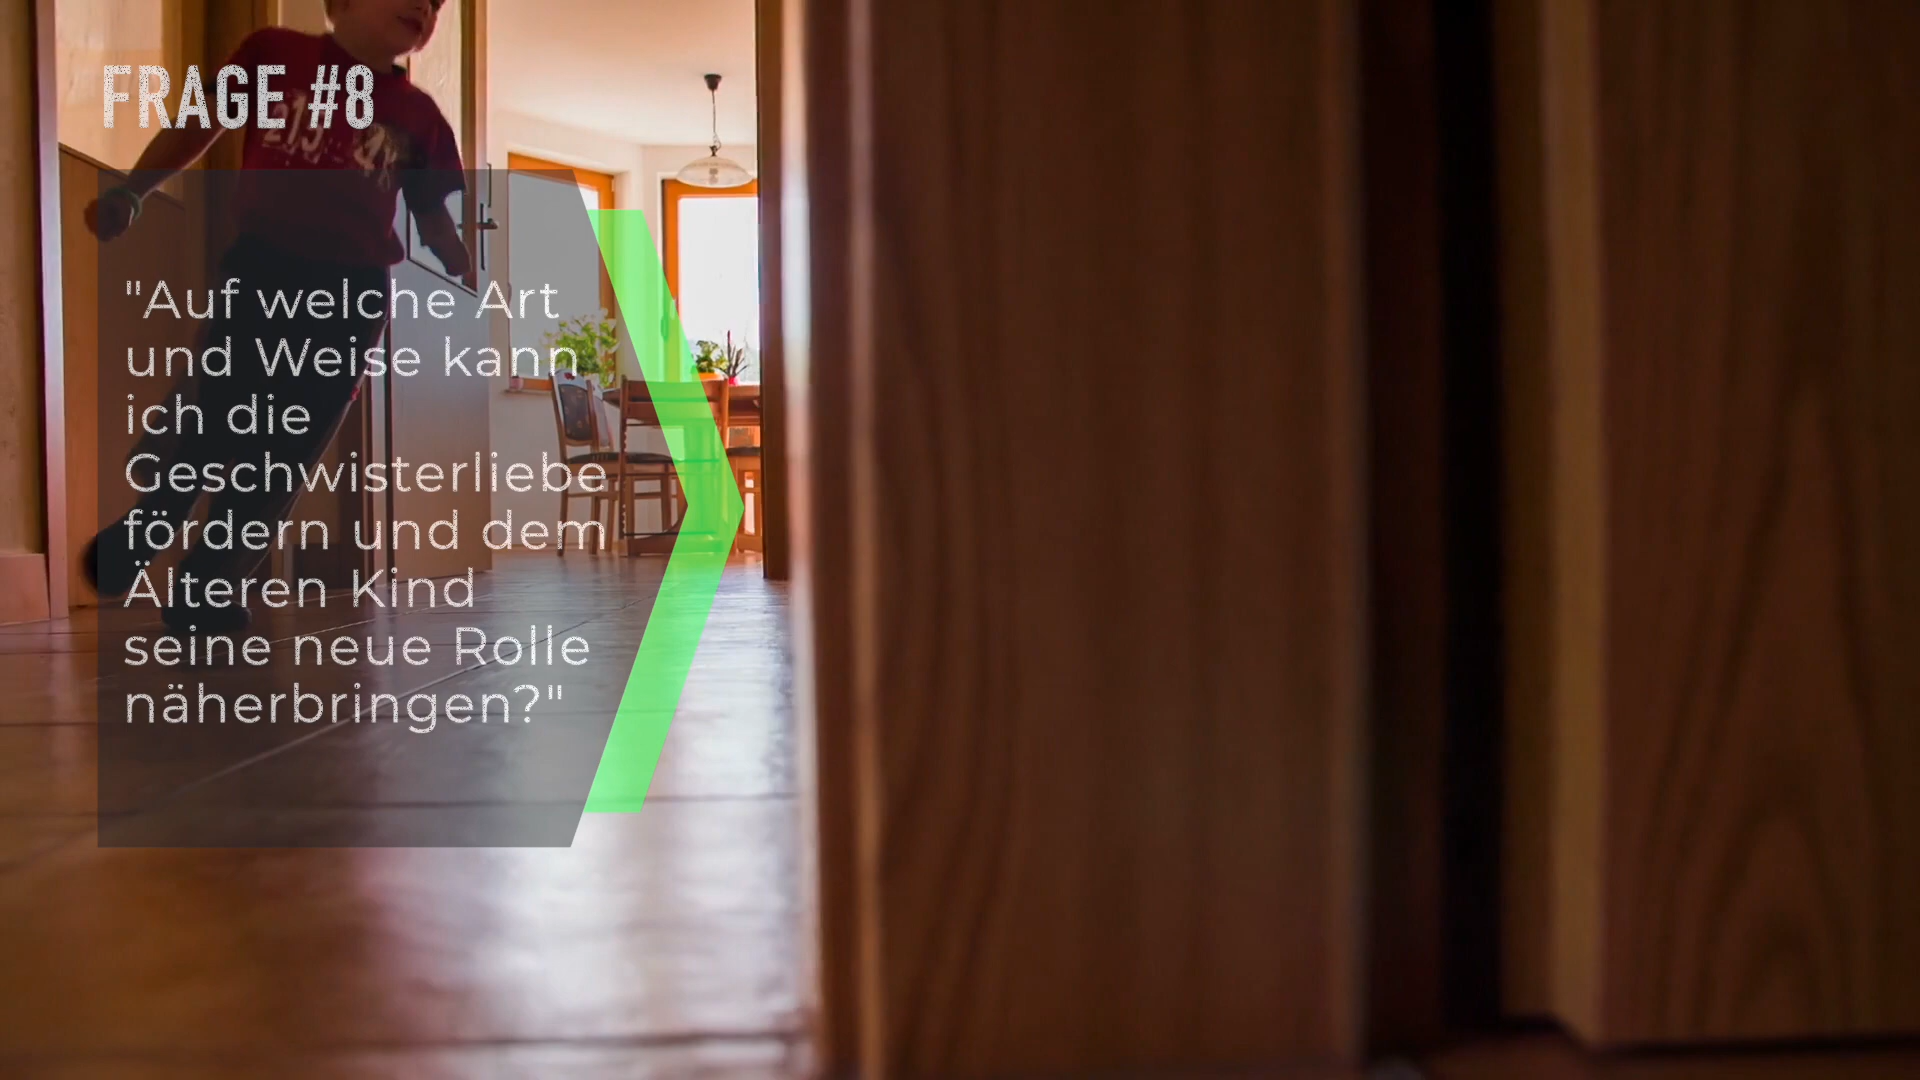 FRAGE #8
"Auf welche Art
und Weise kann
ich die
Geschwisterliebe
fördern und dem
Älteren Kind
seine neue Rolle
näherbringen?"